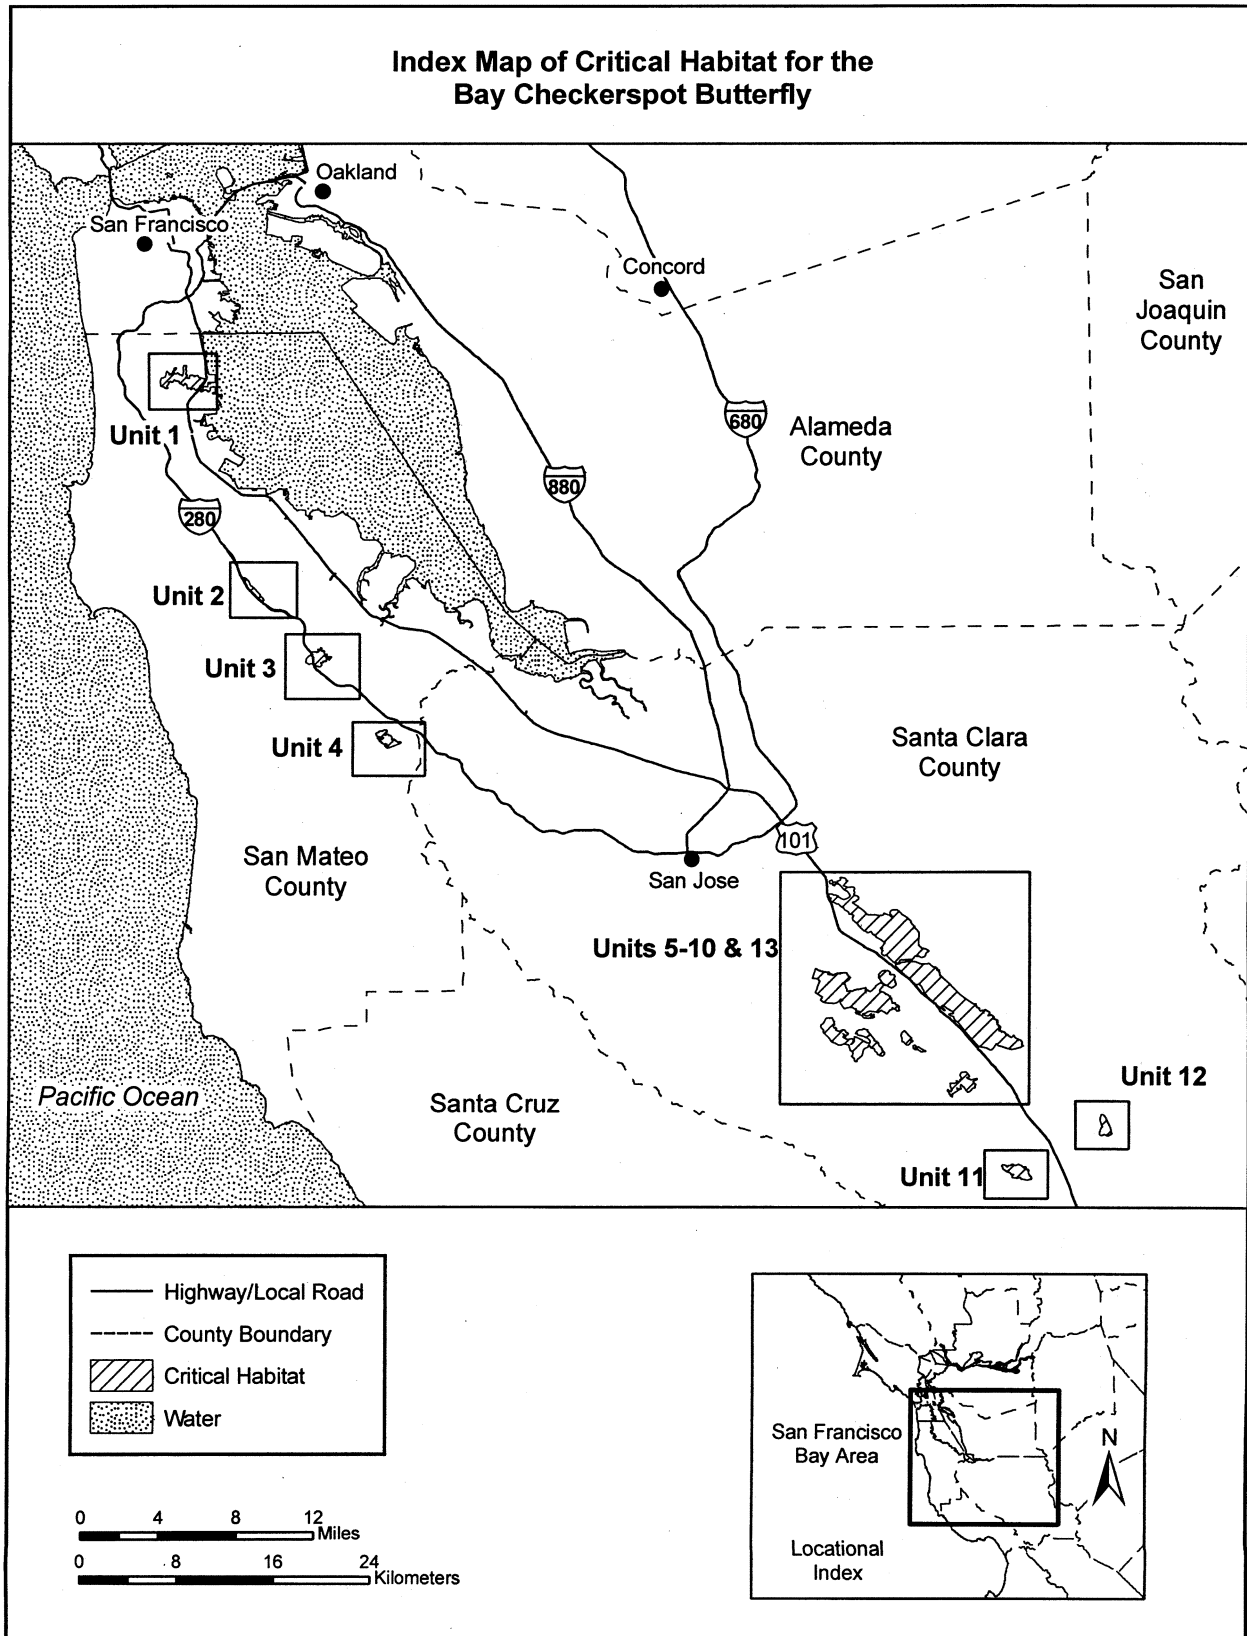 Index Map of Critical Habitat for the
Bay Checkerspot Butterfly
Oakland
San Francisco
Concord
San
Joaquin
County
Unit 1
680
Alameda
County
880
280
Unit 2
Unit 3
Unit 4
Santa Clara
County
101
San Mateo
County
San Jose
Units 5-10 & 13
Pacific Ocean
Santa Cruz
County
Unit 12
Unit 11
Highway/Local Road
County Boundary
Critical Habitat
Water
0 4 8 12
Miles
0 8 16 24
Kilometers
San Francisco
Bay Area
N
Locational
Index